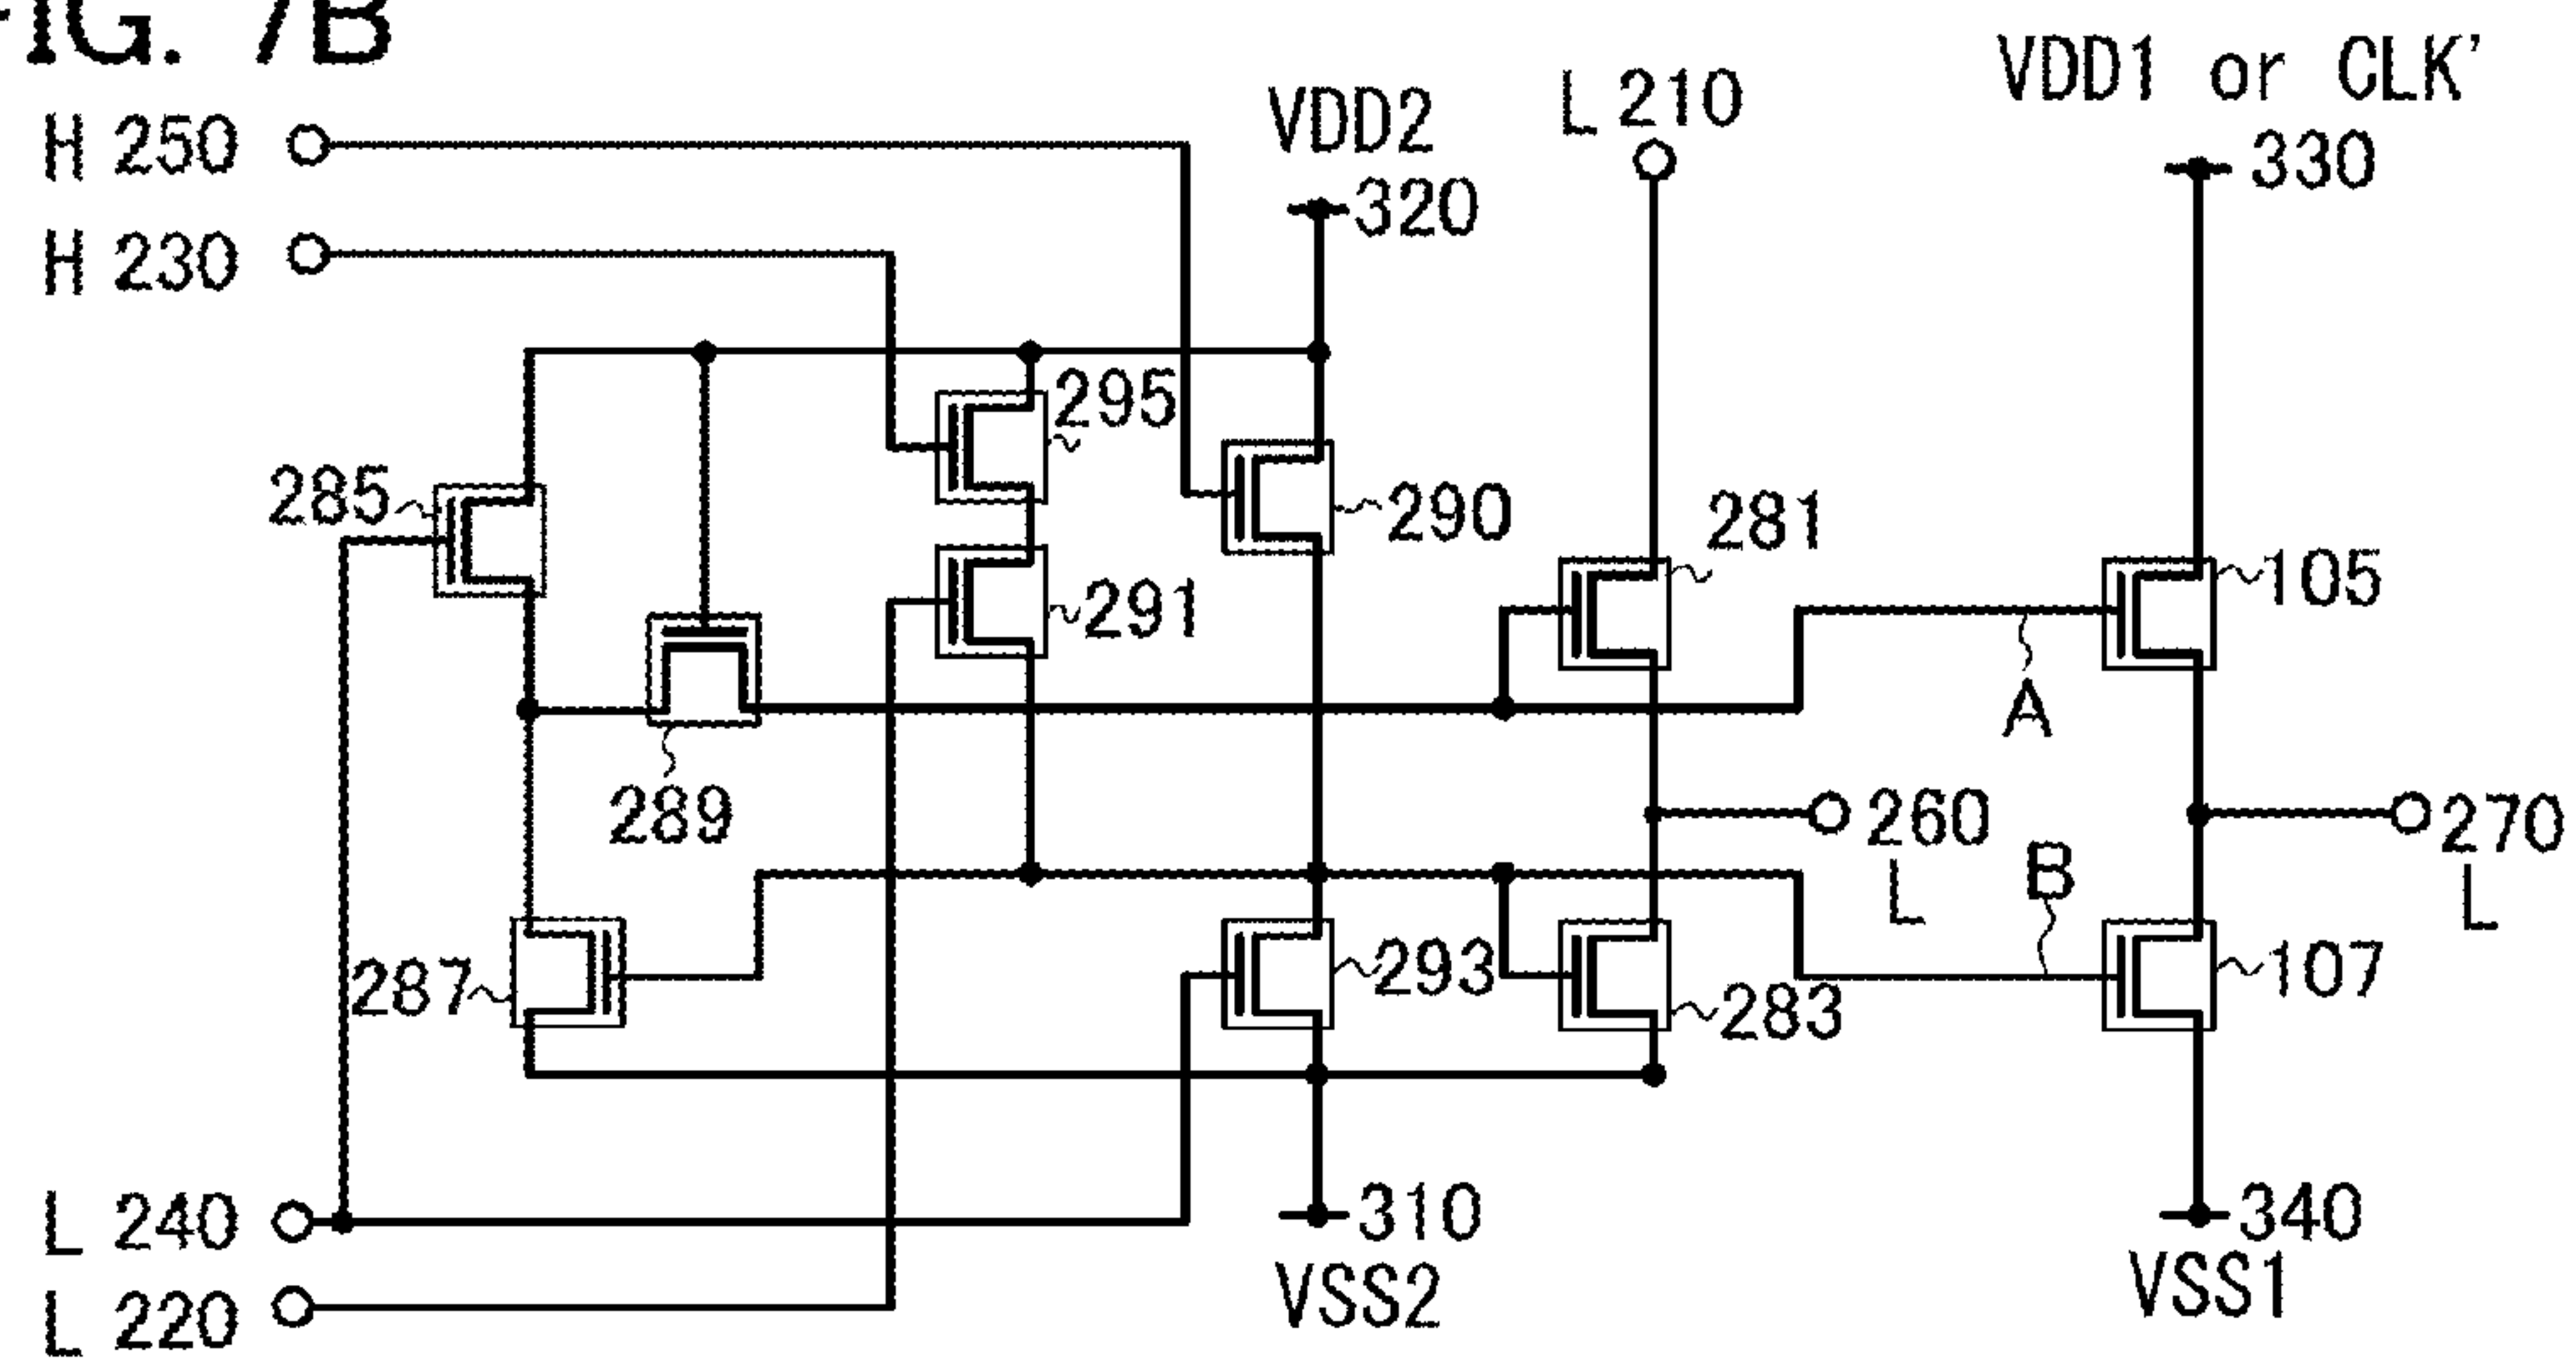 FIG. 7B
H 250
H 230
VDD2
320
L 210
VDD1 or CLK'
330
295
285
290
281
105
291
A
289
260
L
270
L
B
287
293
283
107
L 240
L 220
310
VSS2
340
VSS1